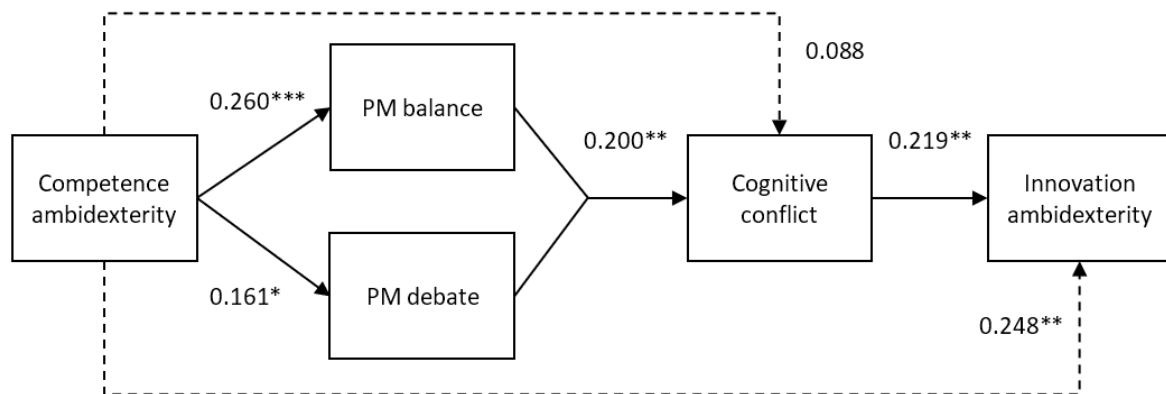 0.088
0.260***
PM balance
0.200**
0.219**
Competence
ambidexterity
Cognitive
conflict
Innovation
ambidexterity
0.161*
PM debate
0.248**